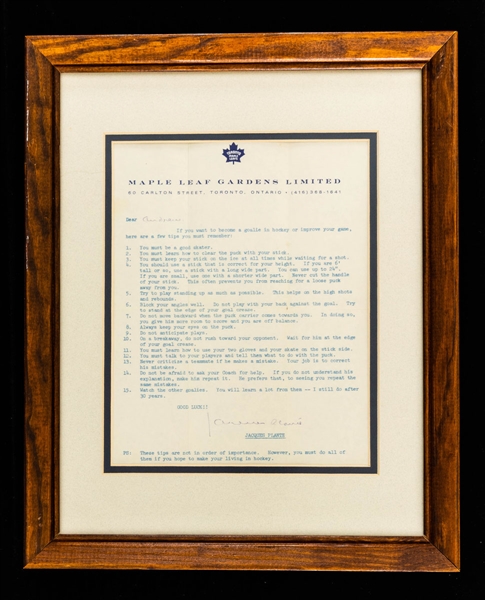 TORONTO
MAPLE
LEAFS
MAPLE LEAF GARDENS LIMITED
60 CARLTON STREET, TORONTO, ONTARIO • (416) 368-1641
Dear
If you want to become a goalie in hockey or improve your game,
here are a few tips you must remember:
1. You must be a good skater.
2. You must learn how to clear the puck with your stick.
3. You must keep your stick on the ice at all time while waiting for a shot.
You should use a stick that is correct for your height. If you are 6'
tall or so, use a stick with a long wide part. You can use up to 24".
If you are small, use one with a shorter wide part. Never cut the handle
of your stick. This often prevents you from reaching for a loose puck
away from you.
5. Try to play standing up as much as possible. This helps on the high shots
and rebounds.
6. Block your angles well. Do not play with your back against the goal. Try
to stand at the edge of your goal crease.
7. Do not move backward when the puck carrier comes towards you. In doing so,
you give him more room to score and you are off balance.
8. Always keep your eyes on the puck.
9. Do not anticipate plays.
10. On a breakaway, do not rush toward your opponent. Wait for him at the edge
of your goal crease.
11. You must learn how to use your two gloves and your skate on the stick side.
12. You must talk to your players and tell them what to do with the puck.
13. Never criticize a teammate if he makes a mistake. Your job is to correct
his mistakes.
14. Do not be afraid to ask your Coach for help. If you do not understand his
explanation, make him repeat it. He prefers that, to seeing you repeat the
same mistakes.
15. Watch the other goalies. You will learn a lot from them -- I still do after
30 years.
GOOD LUCK!!
Jacques Plante
JACQUES PLANTE
PS: These tips are not in order of importance. However, you must do all of
them if you hope to make your living in hockey.